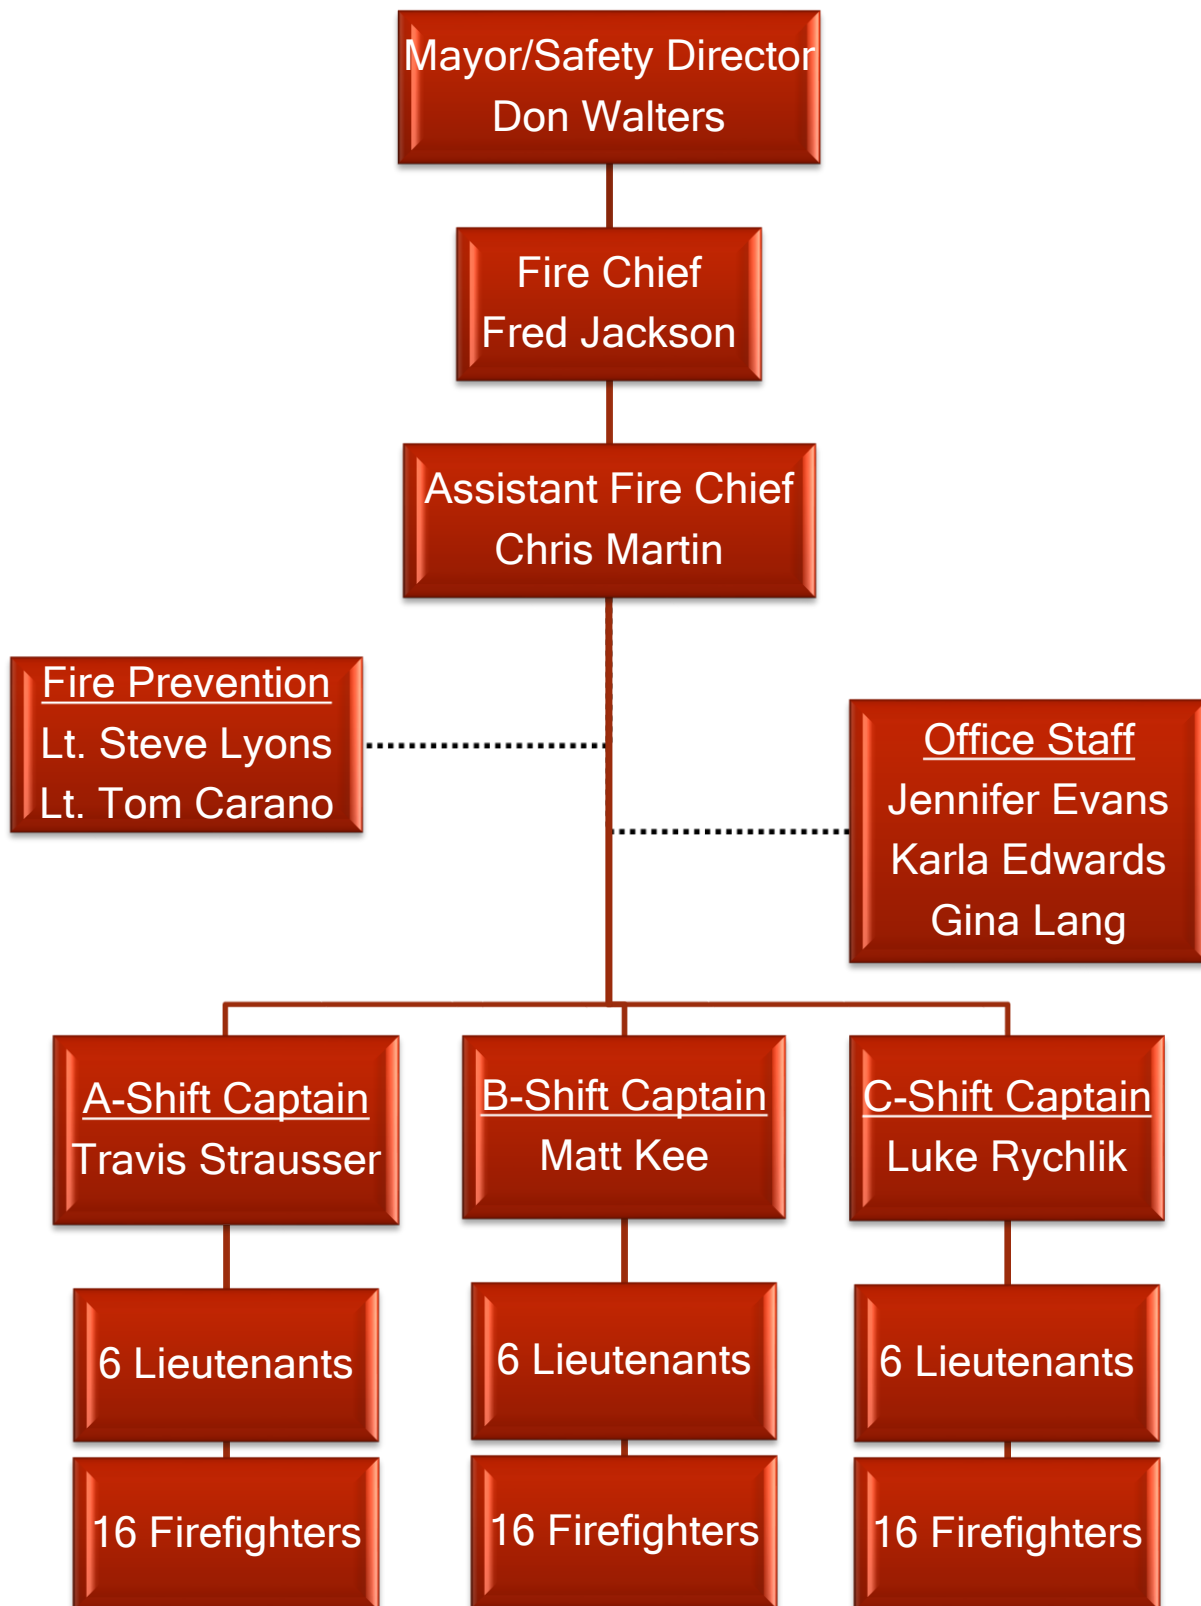 Mayor/Safety Director
Don Walters
Fire Chief
Fred Jackson
Assistant Fire Chief
Chris Martin
Fire Prevention
Lt. Steve Lyons
Lt. Tom Carano
Office Staff
Jennifer Evans
Karla Edwards
Gina Lang
A-Shift Captain
Travis Strausser
B-Shift Captain
Matt Kee
C-Shift Captain
Luke Rychlik
6 Lieutenants
6 Lieutenants
6 Lieutenants
16 Firefighters
16 Firefighters
16 Firefighters